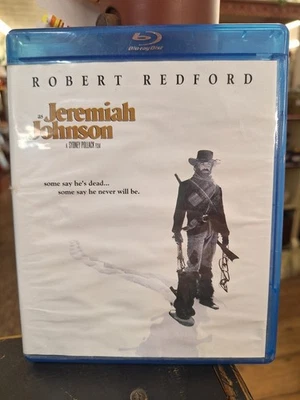 Blu-ray Disc
ROBERT REDFORD
as Jeremiah
Johnson
A SYDNEY POLLACK FILM
some say he's dead...
some say he never will be.